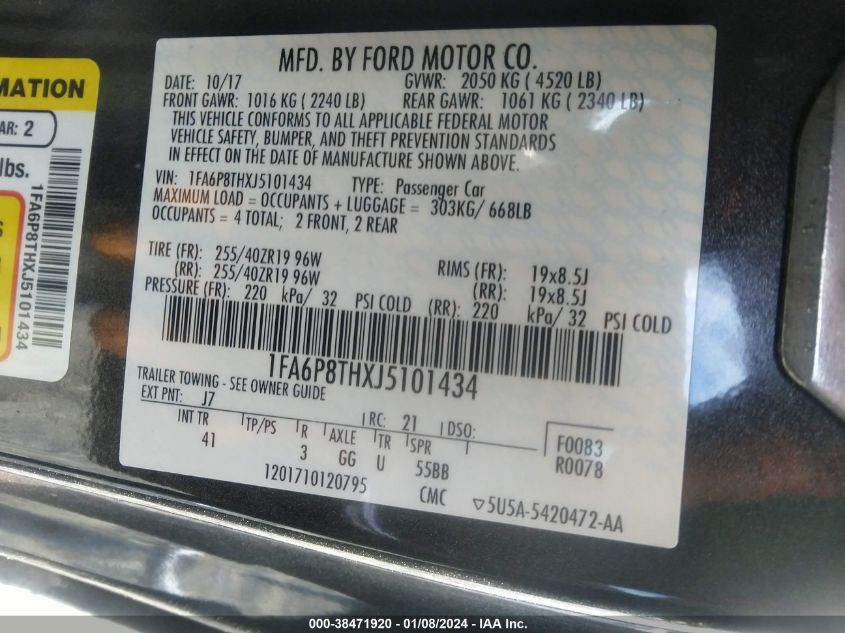 MATION
AR: 2
lbs.
1FA6P8THXJ5101434
MFD. BY FORD MOTOR CO.
DATE: 10/17 GVWR: 2050 KG ( 4520 LB)
FRONT GAWR: 1016 KG ( 2240 LB) REAR GAWR: 1061 KG ( 2340 LB)
THIS VEHICLE CONFORMS TO ALL APPLICABLE FEDERAL MOTOR
VEHICLE SAFETY, BUMPER, AND THEFT PREVENTION STANDARDS
IN EFFECT ON THE DATE OF MANUFACTURE SHOWN ABOVE.
VIN: 1FA6P8THXJ5101434 TYPE: Passenger Car
MAXIMUM LOAD = OCCUPANTS + LUGGAGE = 303KG/ 668LB
OCCUPANTS = 4 TOTAL; 2 FRONT, 2 REAR
TIRE (FR): 255/40ZR19 96W RIMS (FR): 19x8.5J
(RR): 255/40ZR19 96W (RR): 19x8.5J
PRESSURE (FR): 220 kPa/ 32 PSI COLD (RR): 220 kPa/ 32 PSI COLD
1FA6P8THXJ5101434
TRAILER TOWING - SEE OWNER GUIDE
EXT PNT: J7 RC: 21 DSO: F0083
INT TR TP/PS R AXLE TR SPR R0078
41 3 GG U 55BB
1201710120795 CMC ▽5U5A-5420472-AA
000-38471920 - 01/08/2024 - IAA Inc.